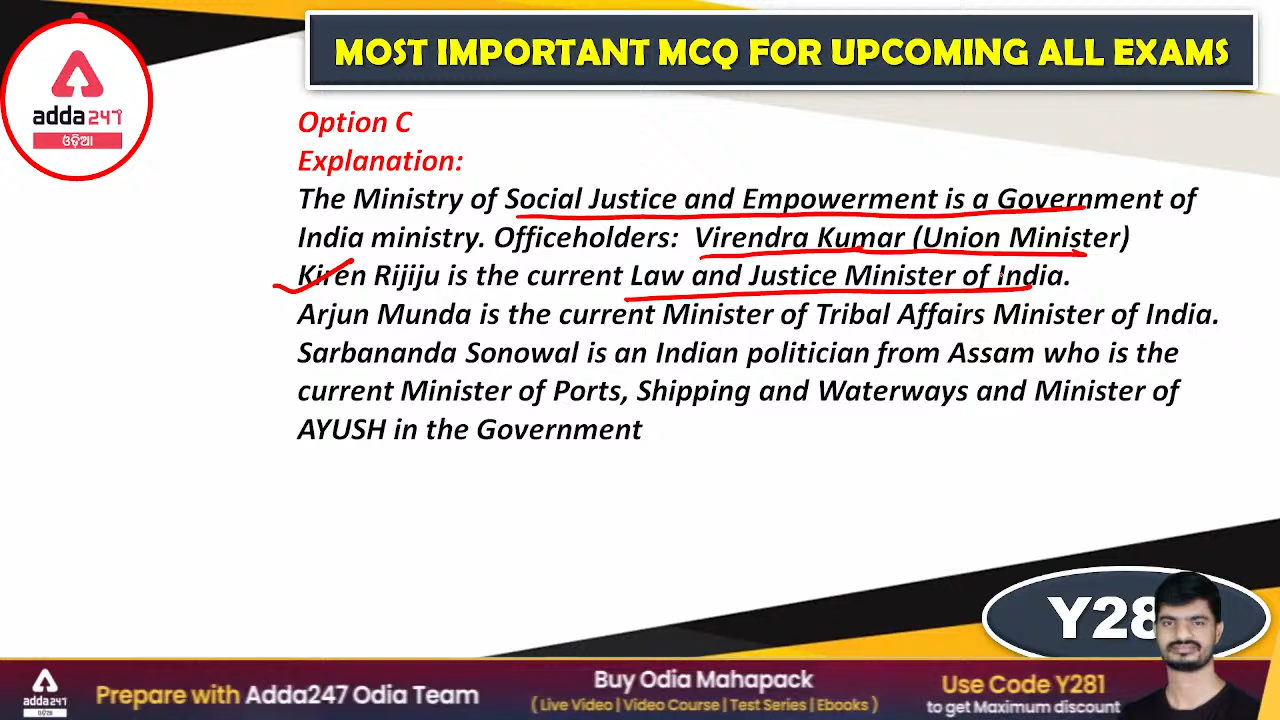 MOST IMPORTANT MCQ FOR UPCOMING ALL EXAMS
adda247
ଓଡ଼ିଆ
Option C
Explanation:
The Ministry of Social Justice and Empowerment is a Government of
India ministry. Officeholders: Virendra Kumar (Union Minister)
Kiren Rijiju is the current Law and Justice Minister of India.
Arjun Munda is the current Minister of Tribal Affairs Minister of India.
Sarbananda Sonowal is an Indian politician from Assam who is the
current Minister of Ports, Shipping and Waterways and Minister of
AYUSH in the Government
Y28
adda247
ଓଡ଼ିଆ
Prepare with Adda247 Odia Team
Buy Odia Mahapack
( Live Video | Video Course | Test Series | Ebooks )
Use Code Y281
to get Maximum discount